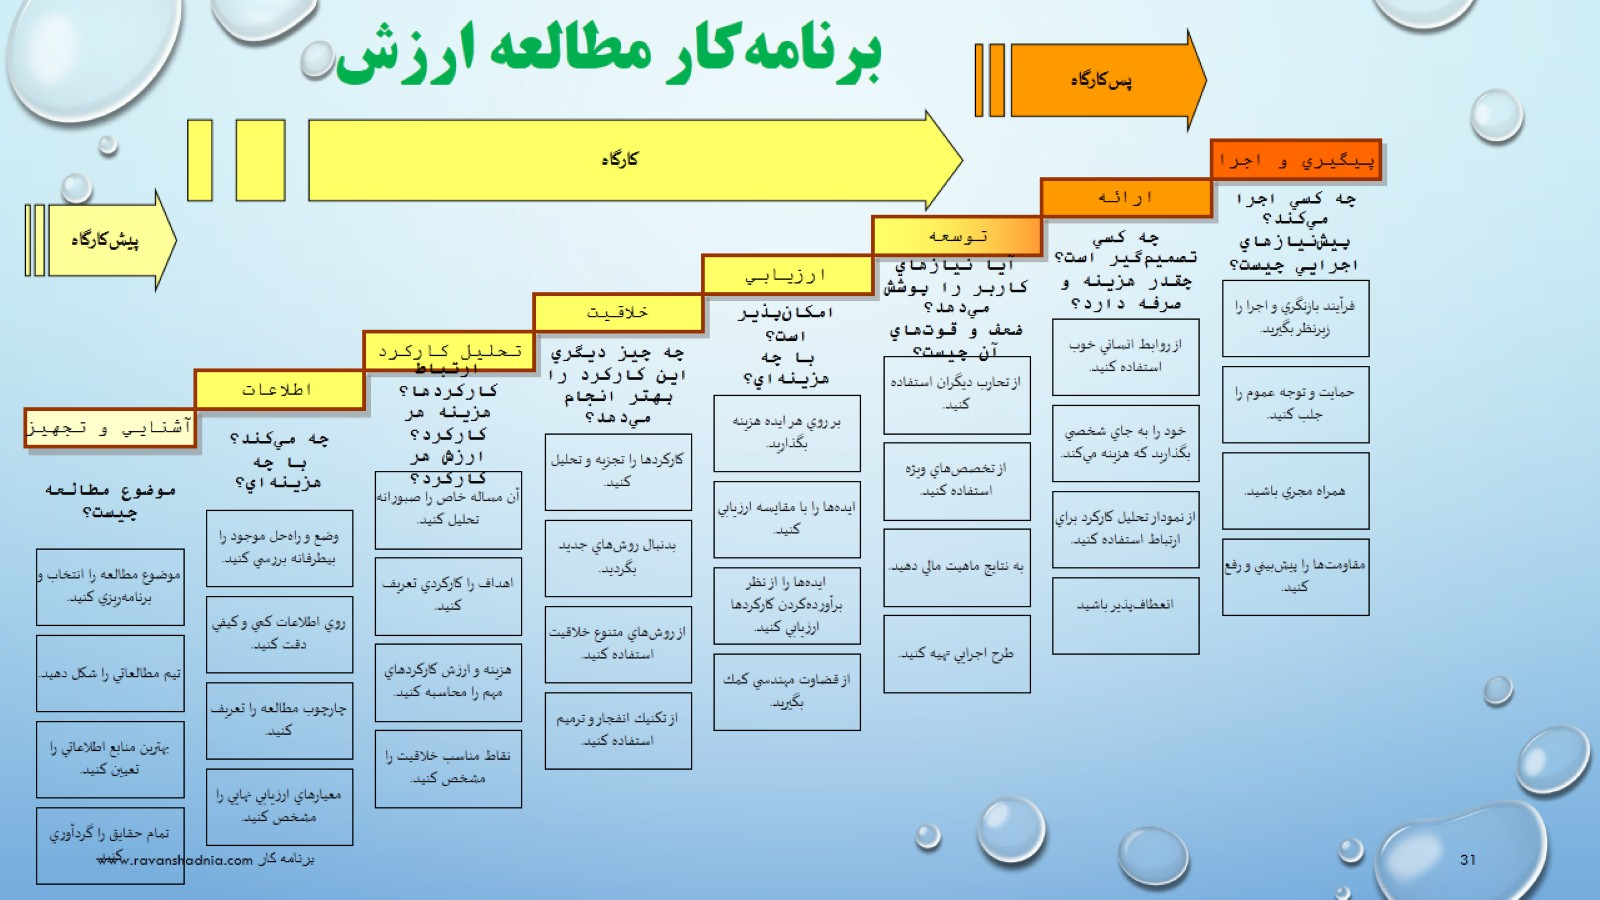 برنامه‌کار مطالعه ارزش
پس‌کارگاه
کارگاه
پیش‌کارگاه
آشنايي و تجهيز
موضوع مطالعه
چيست؟
موضوع مطالعه را انتخاب و
برنامه‌ريزي كنيد.
تيم مطالعاتي را شكل دهيد.
بهترين منابع اطلاعاتي را
تعيين كنيد.
تمام حقايق را گردآوري
كنيد.
اطلاعات
چه مي‌كند؟
با چه
هزينه‌اي؟
وضع و راه‌حل موجود را
بيطرفانه بررسي كنيد.
روي اطلاعات كمي و كيفي
دقت كنيد.
چارچوب مطالعه را تعريف
كنيد.
معيارهاي ارزيابي نهايي را
مشخص كنيد.
تحليل كاركرد
ارتباط
كاركردها؟
هزينه هر
كاركرد؟
ارزش هر
كاركرد؟
آن مساله خاص را صبورانه
تحليل كنيد.
اهداف را كاركردي تعريف
كنيد.
هزينه و ارزش كاركردهاي
مهم را محاسبه كنيد.
نقاط مناسب خلاقيت را
مشخص كنيد.
خلاقيت
چه چيز ديگري
اين كاركرد را
بهتر انجام
مي‌دهد؟
كاركردها را تجزيه و تحليل
كنيد.
بدنبال روش‌هاي جديد
بگرديد.
از روش‌هاي متنوع خلاقيت
استفاده كنيد.
از تكنيك انفجار و ترميم
استفاده كنيد.
ارزيابي
امكان‌پذير
است؟
با چه
هزينه‌اي؟
بر روي هر ايده هزينه
بگذاريد.
ايده‌ها را با مقايسه ارزيابي
كنيد.
ايده‌ها را از نظر
برآورده‌كردن كاركردها
ارزيابي كنيد.
از قضاوت مهندسي كمك
بگيريد.
توسعه
آيا نيازهاي
كاربر را پوشش
مي‌دهد؟
ضعف و قوت‌هاي
آن چيست؟
از تجارب ديگران استفاده
كنيد.
از تخصص‌هاي ويژه
استفاده كنيد.
به نتايج ماهيت مالي دهيد.
طرح اجرايي تهيه كنيد.
ارائه
چه كسي
تصميم‌گير است؟
چقدر هزينه و
صرفه دارد؟
از روابط انساني خوب
استفاده كنيد.
خود را به جاي شخصي
بگذاريد كه هزينه مي‌كند.
از نمودار تحليل كاركرد براي
ارتباط استفاده كنيد.
انعطاف‌پذير باشيد
پيگيري و اجرا
چه كسي اجرا
مي‌كند؟
پيش‌نيازهاي
اجرايي چيست؟
فرآيند بازنگري و اجرا را
زيرنظر بگيريد.
حمايت و توجه عموم را
جلب كنيد.
همراه مجري باشيد.
مقاومت‌ها را پيش‌بيني و رفع
كنيد.
برنامه کار www.ravanshadnia.com
31